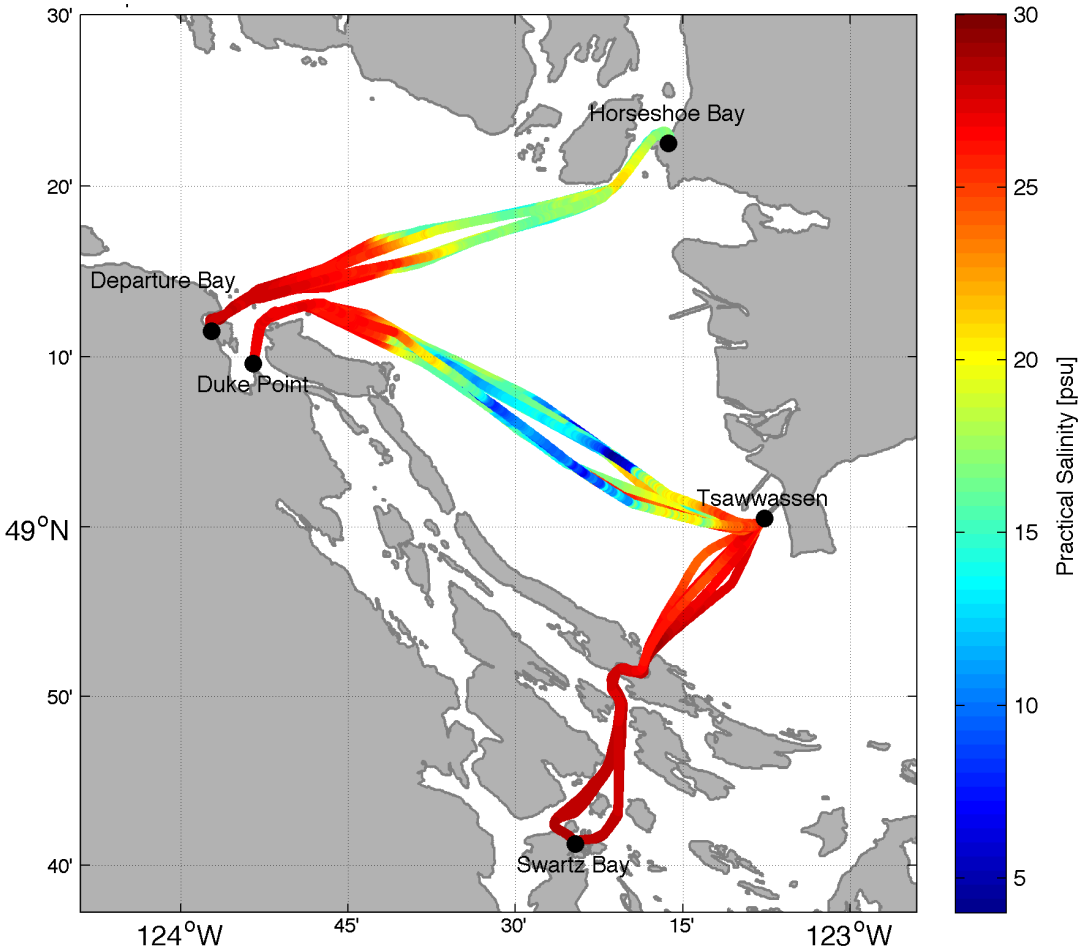 30'
30
Horseshoe Bay
20'
25
Departure Bay
10'
20
Duke Point
Practical Salinity [psu]
Tsawwassen
49°N
15
50'
10
40'
Swartz Bay
5
124°W
45'
30'
15'
123°W